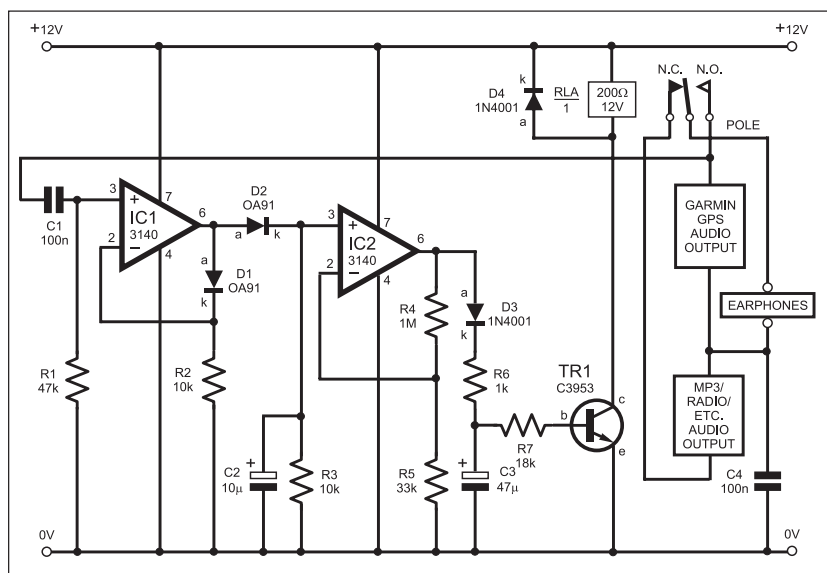 +12V
+12V
N.C.
N.O.
D4
1N4001
k
a
RLA
1
200Ω
12V
POLE
C1
100n
3
+
IC1
3140
2
−
7
4
6
D2
OA91
a
k
3
+
IC2
3140
2
−
7
4
6
GARMIN
GPS
AUDIO
OUTPUT
a
k
D1
OA91
R4
1M
a
D3
1N4001
k
EARPHONES
R1
47k
R2
10k
R6
1k
TR1
C3953
b
c
e
MP3/
RADIO/
ETC.
AUDIO
OUTPUT
R7
18k
+
C2
10µ
R3
10k
R5
33k
+
C3
47µ
C4
100n
0V
0V